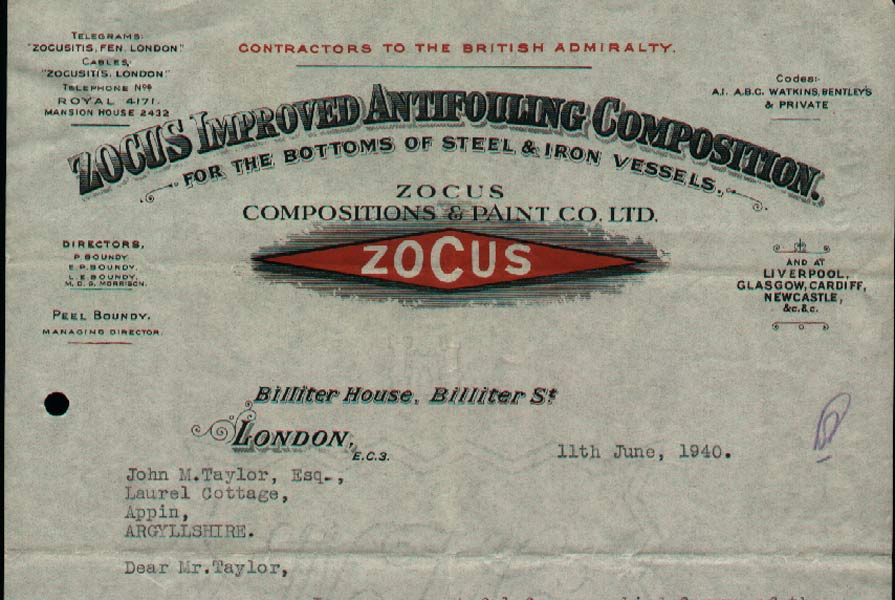 TELEGRAMS:
"ZOCUSITIS, FEN, LONDON"
CABLES,
"ZOCUSITIS, LONDON"
TELEPHONE Nos
ROYAL 4171.
MANSION HOUSE 2432
CONTRACTORS TO THE BRITISH ADMIRALTY.
Codes:-
A.I. A.B.C. WATKINS, BENTLEY'S
& PRIVATE
ZOCUS IMPROVED ANTIFOULING COMPOSITION.
FOR THE BOTTOMS OF STEEL & IRON VESSELS.
ZOCUS
COMPOSITIONS & PAINT CO. LTD.
ZOCUS
DIRECTORS,
P. BOUNDY.
E.P. BOUNDY.
L.E. BOUNDY.
M.D.G. MORRISON.
PEEL BOUNDY.
MANAGING DIRECTOR.
AND AT
LIVERPOOL,
GLASGOW, CARDIFF,
NEWCASTLE,
&c.&c.
Billiter House, Billiter St
LONDON,
E.C.3.
11th June, 1940.
John M.Taylor, Esq.,
Laurel Cottage,
Appin,
ARGYLLSHIRE.
Dear Mr.Taylor,